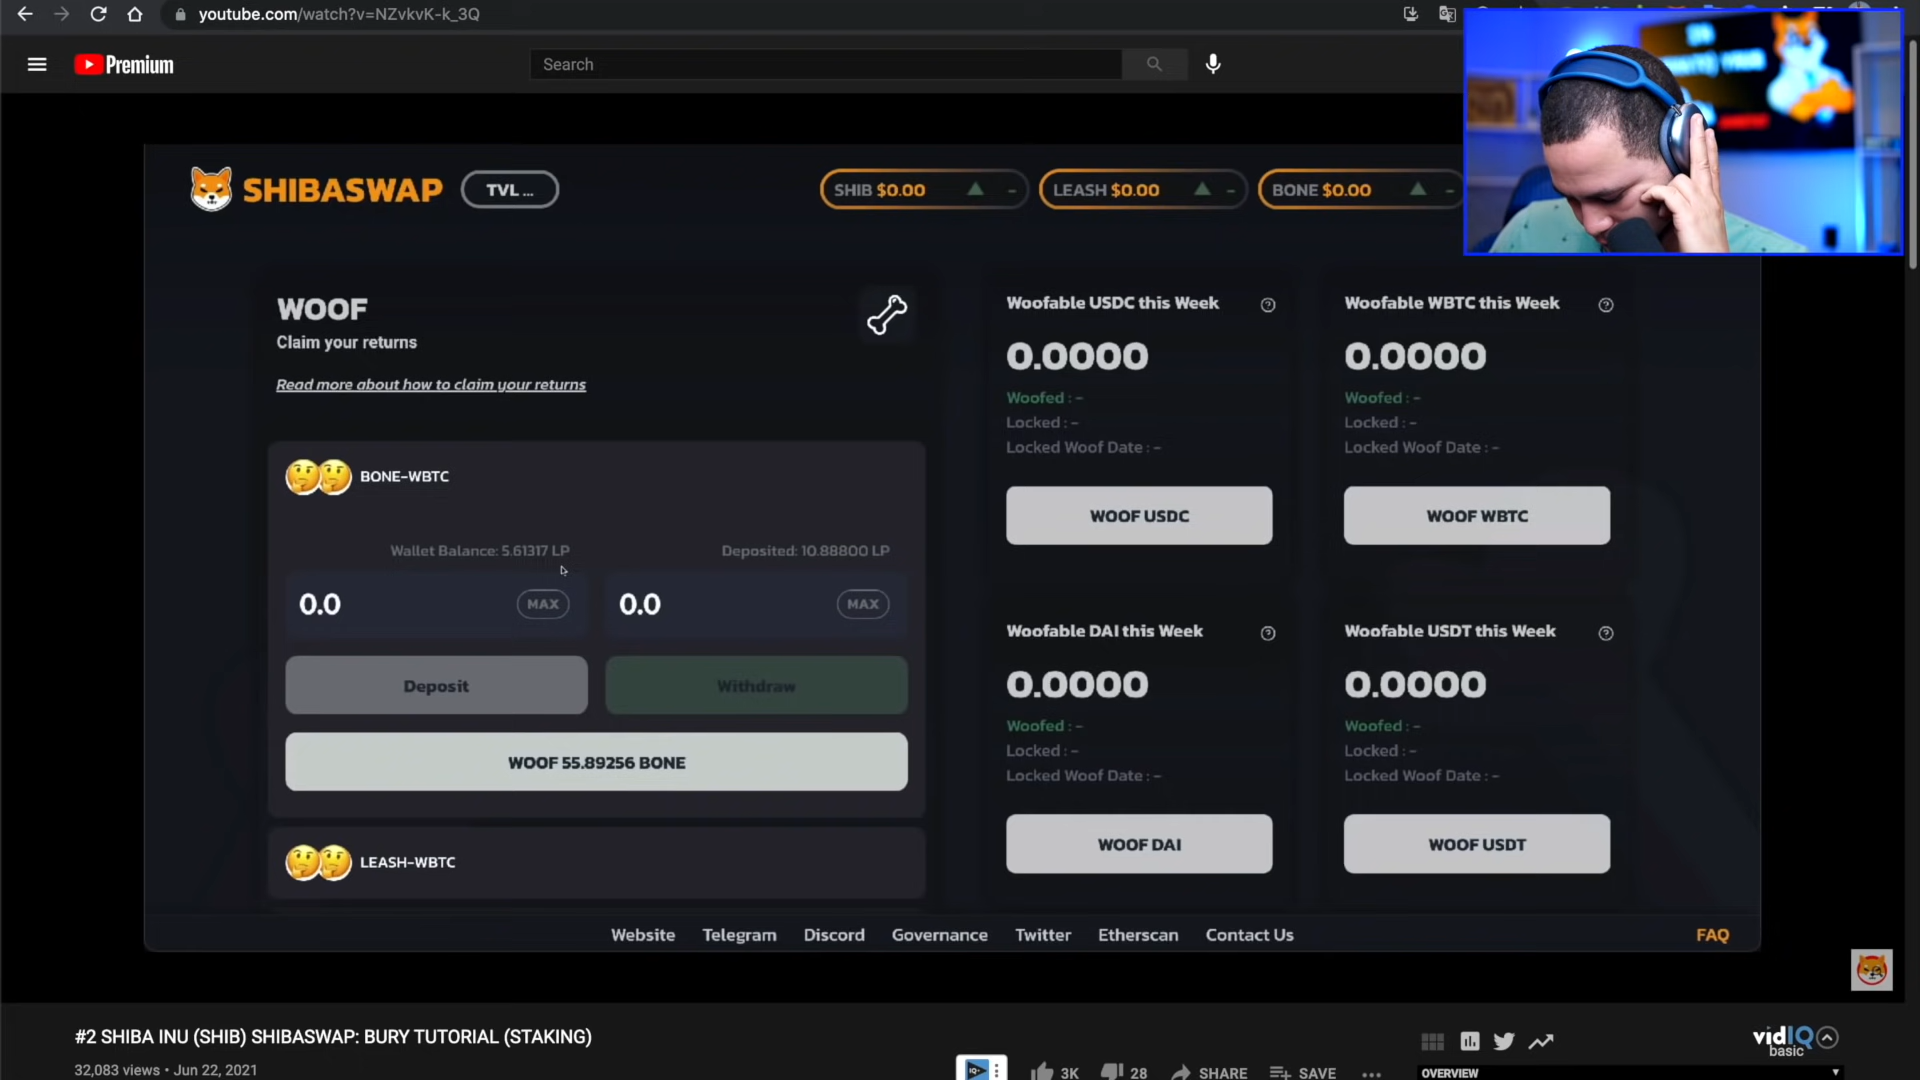 youtube.com/watch?v=NZvkvK-k_3Q
Premium
Search
SHIBASWAP
TVL ...
SHIB $0.00 -
LEASH $0.00 -
BONE $0.00 -
WOOF
Claim your returns
Read more about how to claim your returns
BONE-WBTC
Wallet Balance: 5.61317 LP
Deposited: 10.88800 LP
0.0 MAX
0.0 MAX
Deposit
Withdraw
WOOF 55.89256 BONE
LEASH-WBTC
Woofable USDC this Week
0.0000
Woofed : -
Locked : -
Locked Woof Date : -
WOOF USDC
Woofable WBTC this Week
0.0000
Woofed : -
Locked : -
Locked Woof Date : -
WOOF WBTC
Woofable DAI this Week
0.0000
Woofed : -
Locked : -
Locked Woof Date : -
WOOF DAI
Woofable USDT this Week
0.0000
Woofed : -
Locked : -
Locked Woof Date : -
WOOF USDT
Website Telegram Discord Governance Twitter Etherscan Contact Us FAQ
#2 SHIBA INU (SHIB) SHIBASWAP: BURY TUTORIAL (STAKING)
32,083 views • Jun 22, 2021
3K 28 SHARE SAVE ...
vidIQ
basic
OVERVIEW